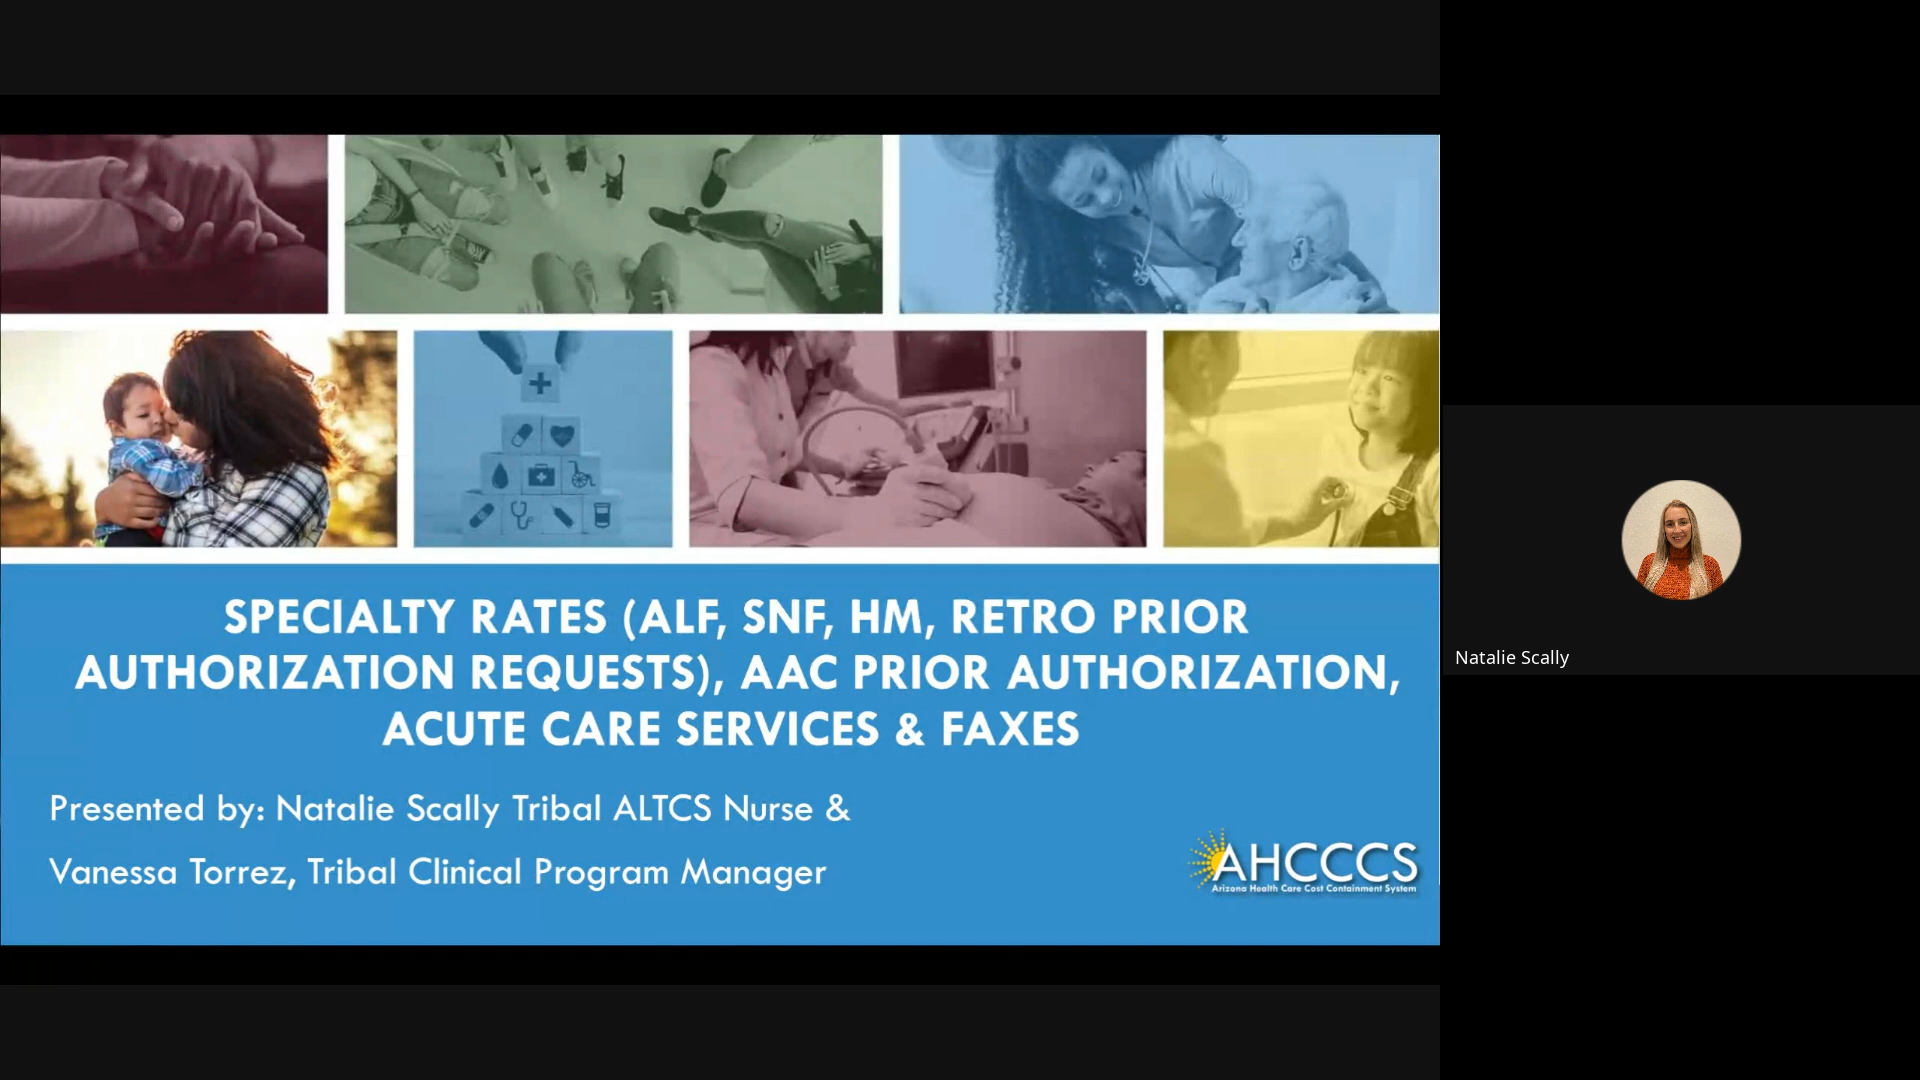 SPECIALTY RATES (ALF, SNF, HM, RETRO PRIOR
AUTHORIZATION REQUESTS), AAC PRIOR AUTHORIZATION,
ACUTE CARE SERVICES & FAXES
Presented by: Natalie Scally Tribal ALTCS Nurse &
Vanessa Torrez, Tribal Clinical Program Manager
AHCCCS
Arizona Health Care Cost Containment System
Natalie Scally